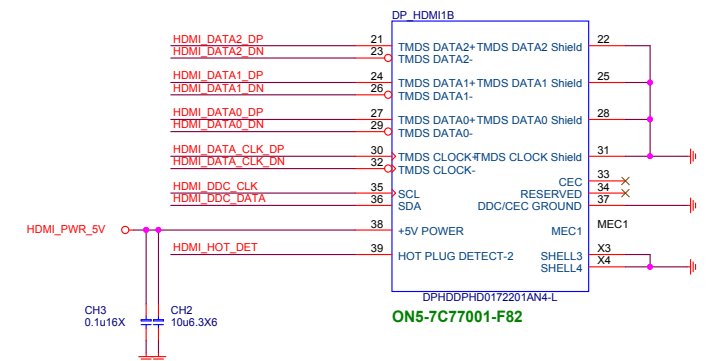 DP_HDMI1B
HDMI_DATA2_DP 21 TMDS DATA2+ TMDS DATA2 Shield 22
HDMI_DATA2_DN 23 TMDS DATA2-
HDMI_DATA1_DP 24 TMDS DATA1+ TMDS DATA1 Shield 25
HDMI_DATA1_DN 26 TMDS DATA1-
HDMI_DATA0_DP 27 TMDS DATA0+ TMDS DATA0 Shield 28
HDMI_DATA0_DN 29 TMDS DATA0-
HDMI_DATA_CLK_DP 30 TMDS CLOCK+ TMDS CLOCK Shield 31
HDMI_DATA_CLK_DN 32 TMDS CLOCK-
CEC 33
HDMI_DDC_CLK 35 SCL RESERVED 34
HDMI_DDC_DATA 36 SDA DDC/CEC GROUND 37
HDMI_PWR_5V 38 +5V POWER MEC1 MEC1
HDMI_HOT_DET 39 HOT PLUG DETECT-2 SHELL3 X3
SHELL4 X4
DPHDDPHD0172201AN4-L
CH3 CH2
0.1u16X 10u6.3X6
ON5-7C77001-F82